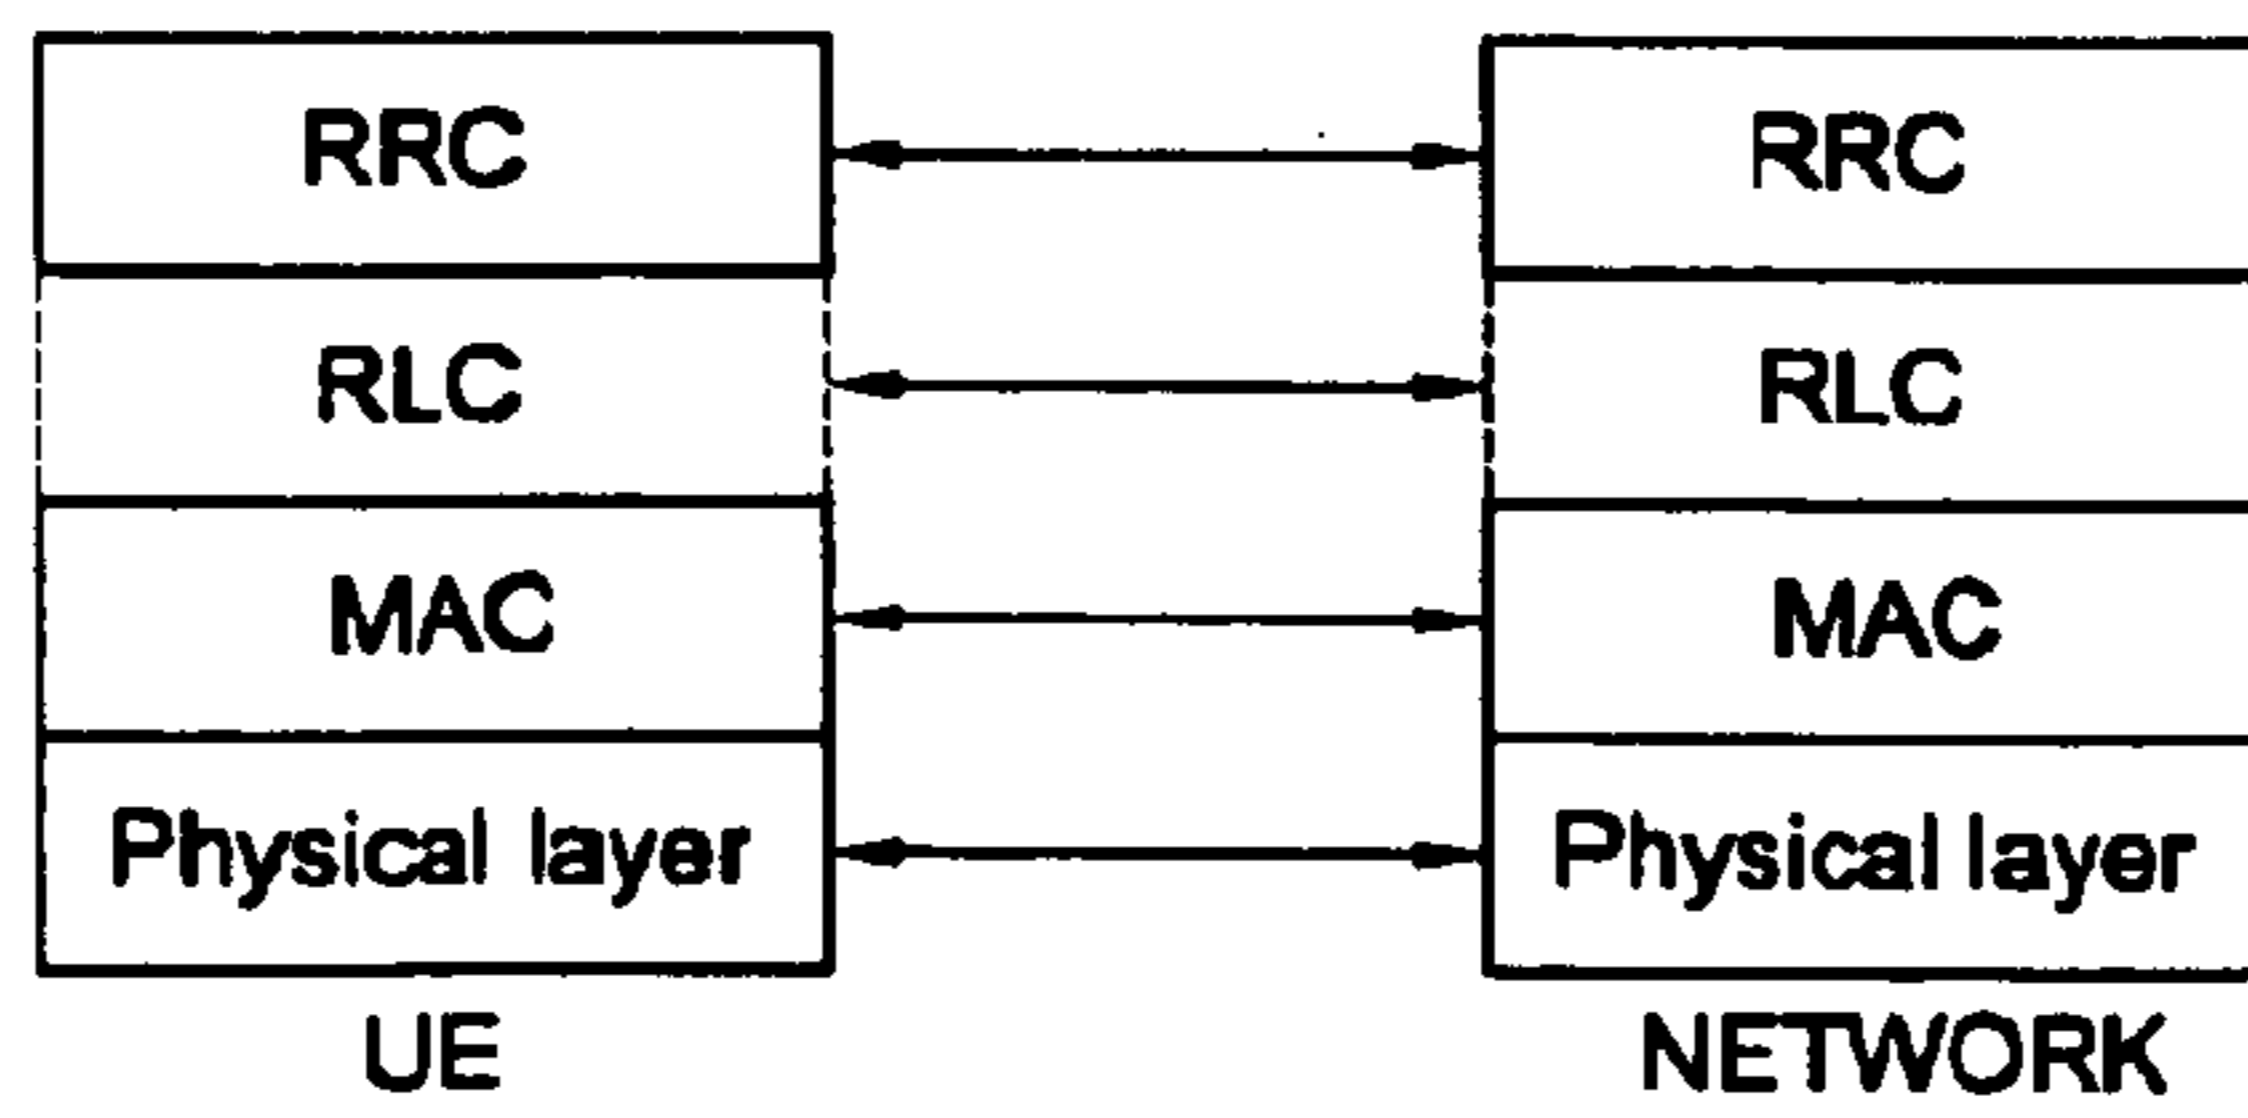 RRC RRC
RLC RLC
MAC MAC
Physical layer Physical layer
UE NETWORK